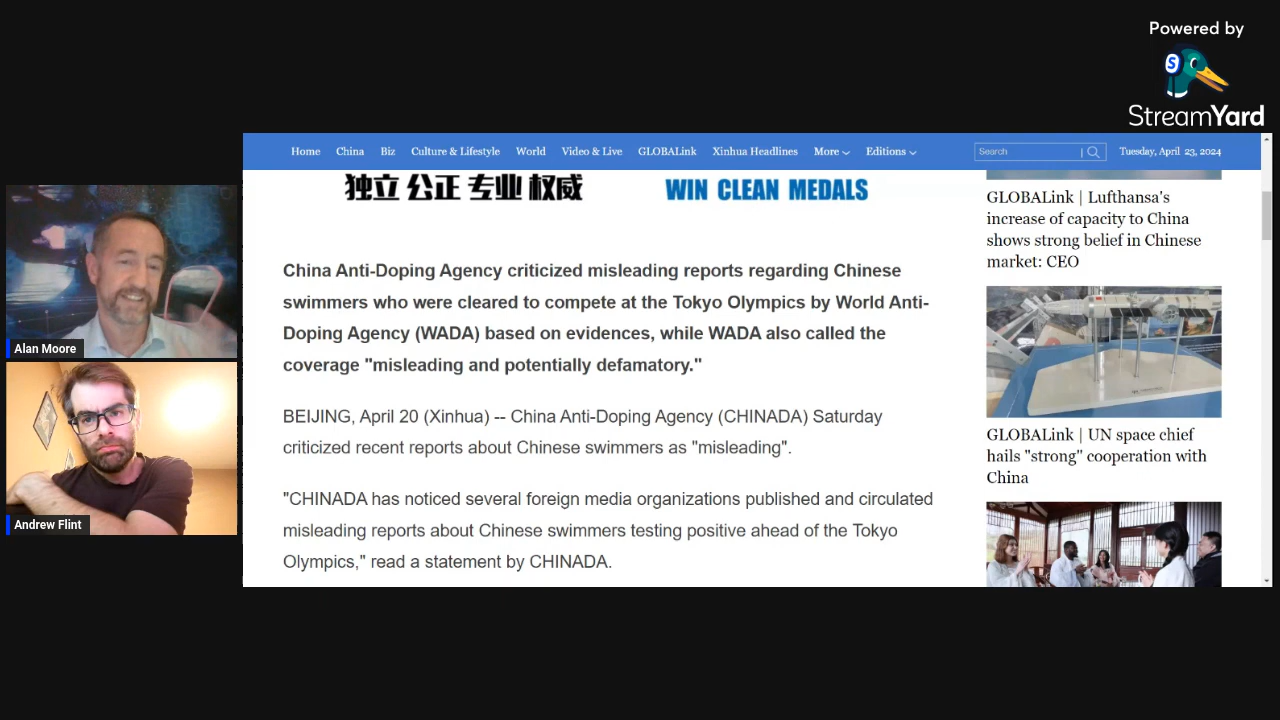 Powered by
StreamYard
Home China Biz Culture & Lifestyle World Video & Live GLOBALink Xinhua Headlines More Editions Search Tuesday, April 23, 2024
独立 公正 专业 权威 WIN CLEAN MEDALS
China Anti-Doping Agency criticized misleading reports regarding Chinese
swimmers who were cleared to compete at the Tokyo Olympics by World Anti-
Doping Agency (WADA) based on evidences, while WADA also called the
coverage "misleading and potentially defamatory."
BEIJING, April 20 (Xinhua) -- China Anti-Doping Agency (CHINADA) Saturday
criticized recent reports about Chinese swimmers as "misleading".
"CHINADA has noticed several foreign media organizations published and circulated
misleading reports about Chinese swimmers testing positive ahead of the Tokyo
Olympics," read a statement by CHINADA.
GLOBALink | Lufthansa's
increase of capacity to China
shows strong belief in Chinese
market: CEO
GLOBALink | UN space chief
hails "strong" cooperation with
China
Alan Moore
Andrew Flint